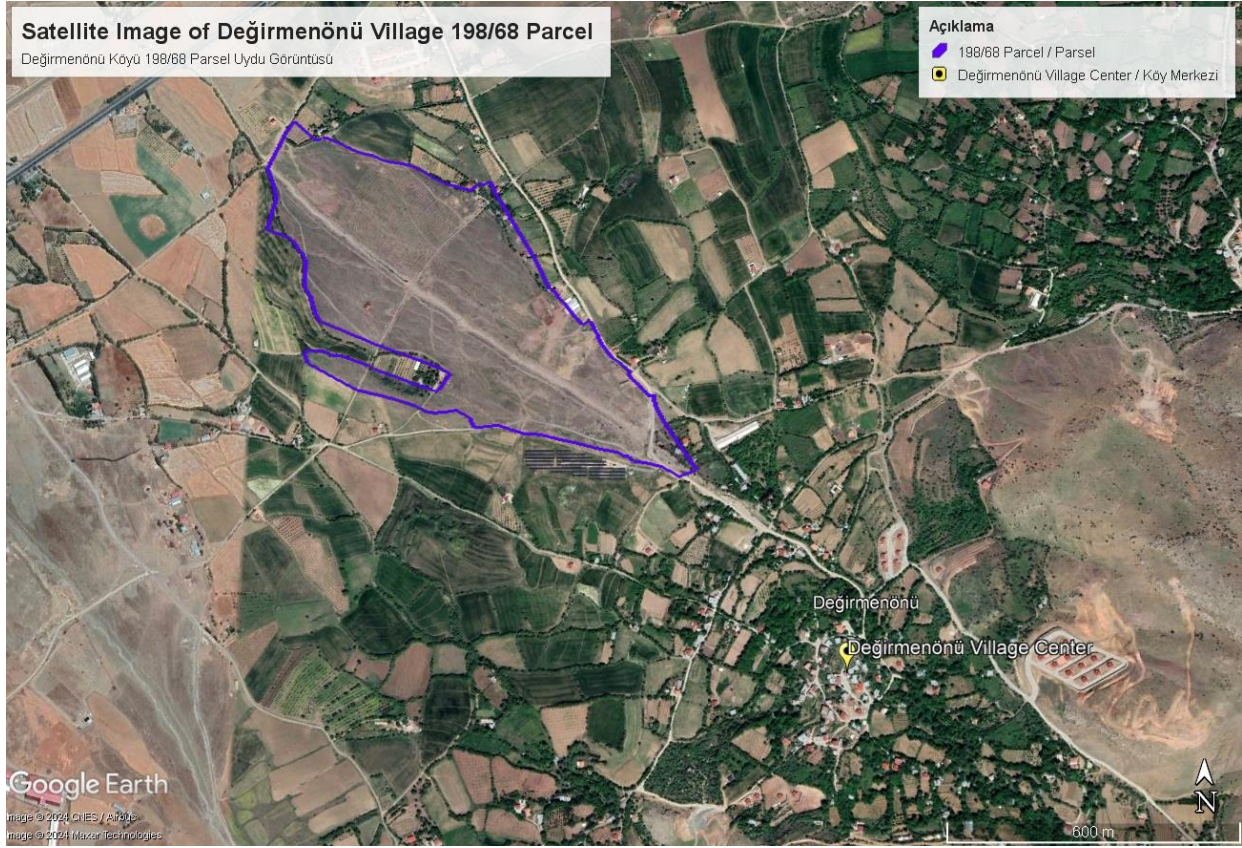 Satellite Image of Değirmenönü Village 198/68 Parcel
Değirmenönü Köyü 198/68 Parsel Uydu Görüntüsü
Açıklama
198/68 Parcel / Parsel
Değirmenönü Village Center / Köy Merkezi
Değirmenönü
Değirmenönü Village Center
Google Earth
Image © 2024 CNES / Airbus
Image © 2024 Maxar Technologies
N
600 m